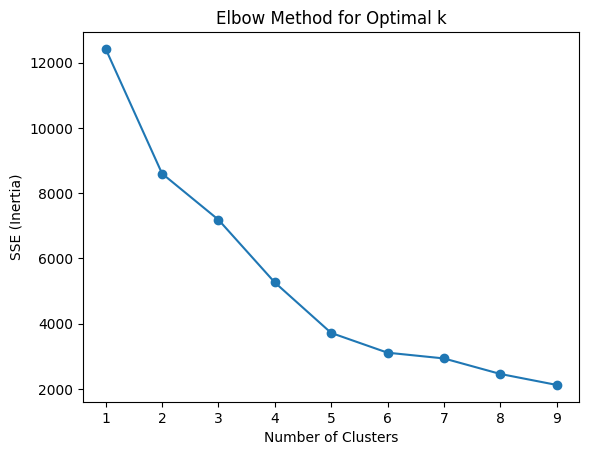 Elbow Method for Optimal k
SSE (Inertia)
12000
10000
8000
6000
4000
2000
1 2 3 4 5 6 7 8 9
Number of Clusters